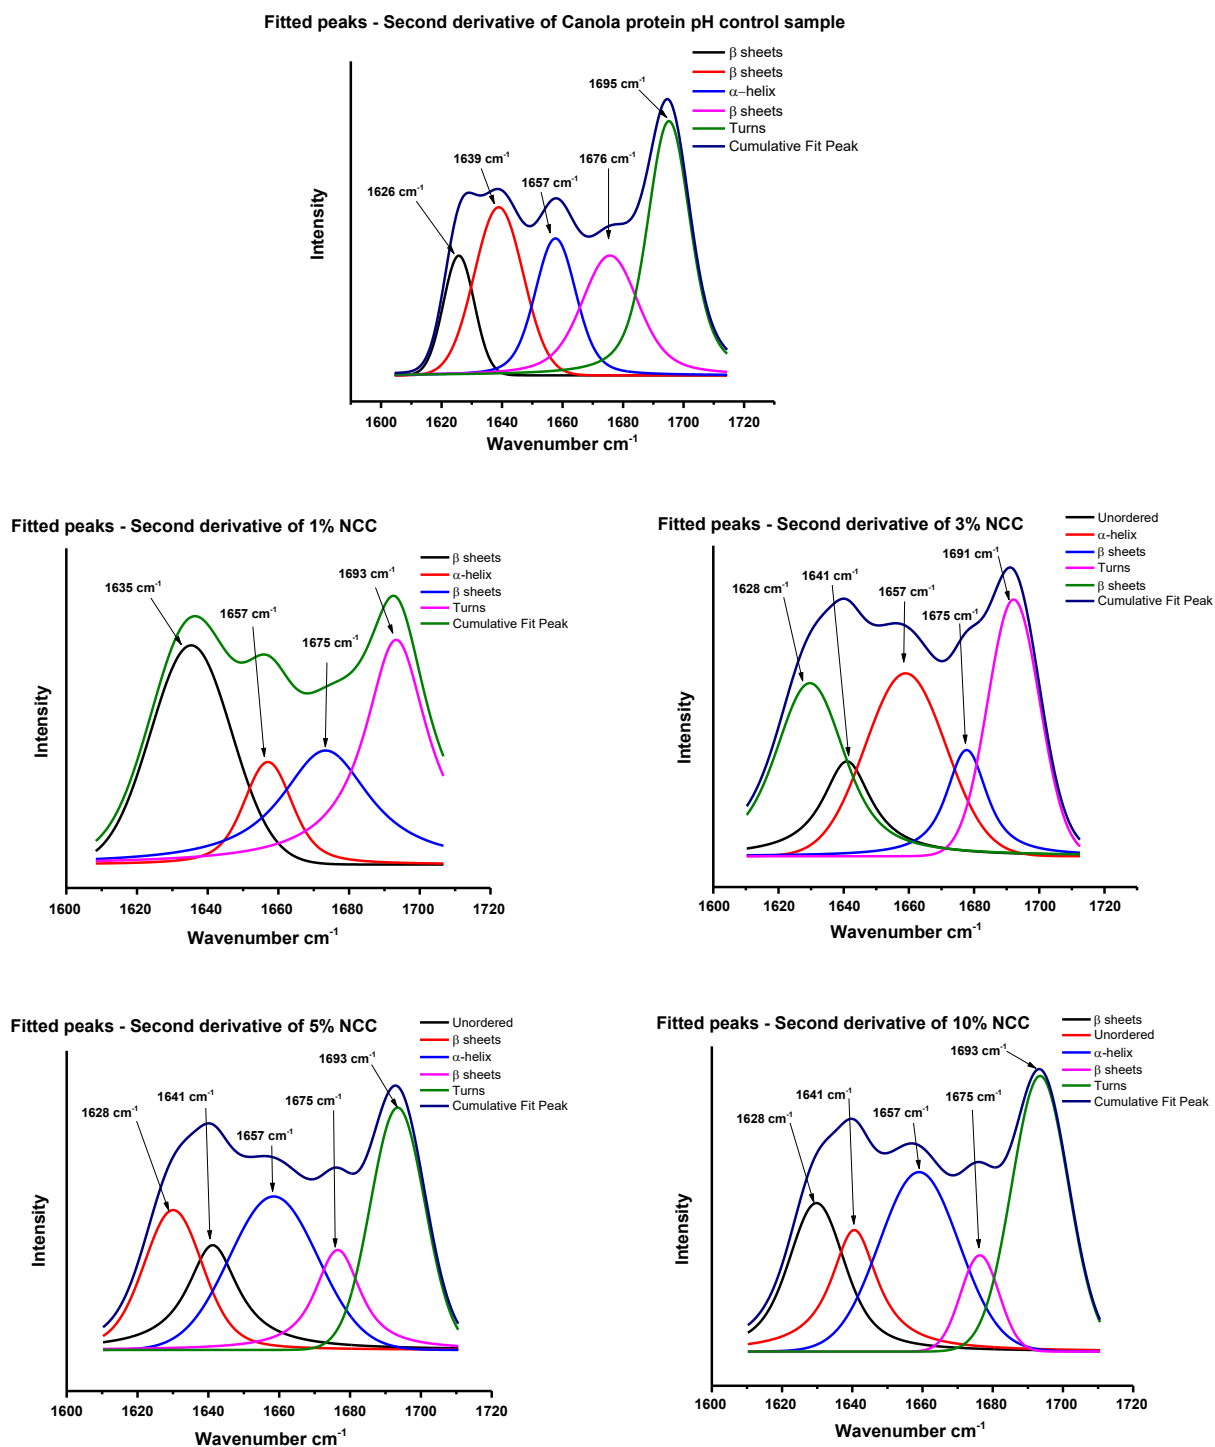 Fitted peaks - Second derivative of Canola protein pH control sample
β sheets
β sheets
α–helix
β sheets
Turns
Cumulative Fit Peak
1695 cm⁻¹
1639 cm⁻¹
1676 cm⁻¹
1657 cm⁻¹
1626 cm⁻¹
Intensity
1600 1620 1640 1660 1680 1700 1720
Wavenumber cm⁻¹
Fitted peaks - Second derivative of 1% NCC
β sheets
α-helix
β sheets
Turns
Cumulative Fit Peak
1635 cm⁻¹
1693 cm⁻¹
1657 cm⁻¹
1675 cm⁻¹
Intensity
1600 1620 1640 1660 1680 1700 1720
Wavenumber cm⁻¹
Fitted peaks - Second derivative of 3% NCC
Unordered
α-helix
β sheets
Turns
β sheets
Cumulative Fit Peak
1691 cm⁻¹
1641 cm⁻¹
1628 cm⁻¹
1657 cm⁻¹
1675 cm⁻¹
Intensity
1600 1620 1640 1660 1680 1700 1720
Wavenumber cm⁻¹
Fitted peaks - Second derivative of 5% NCC
Unordered
β sheets
α-helix
β sheets
Turns
Cumulative Fit Peak
1693 cm⁻¹
1641 cm⁻¹
1675 cm⁻¹
1628 cm⁻¹
1657 cm⁻¹
Intensity
1600 1620 1640 1660 1680 1700 1720
Wavenumber cm⁻¹
Fitted peaks - Second derivative of 10% NCC
β sheets
Unordered
α-helix
β sheets
Turns
Cumulative Fit Peak
1693 cm⁻¹
1641 cm⁻¹
1675 cm⁻¹
1628 cm⁻¹
1657 cm⁻¹
Intensity
1600 1620 1640 1660 1680 1700 1720
Wavenumber cm⁻¹